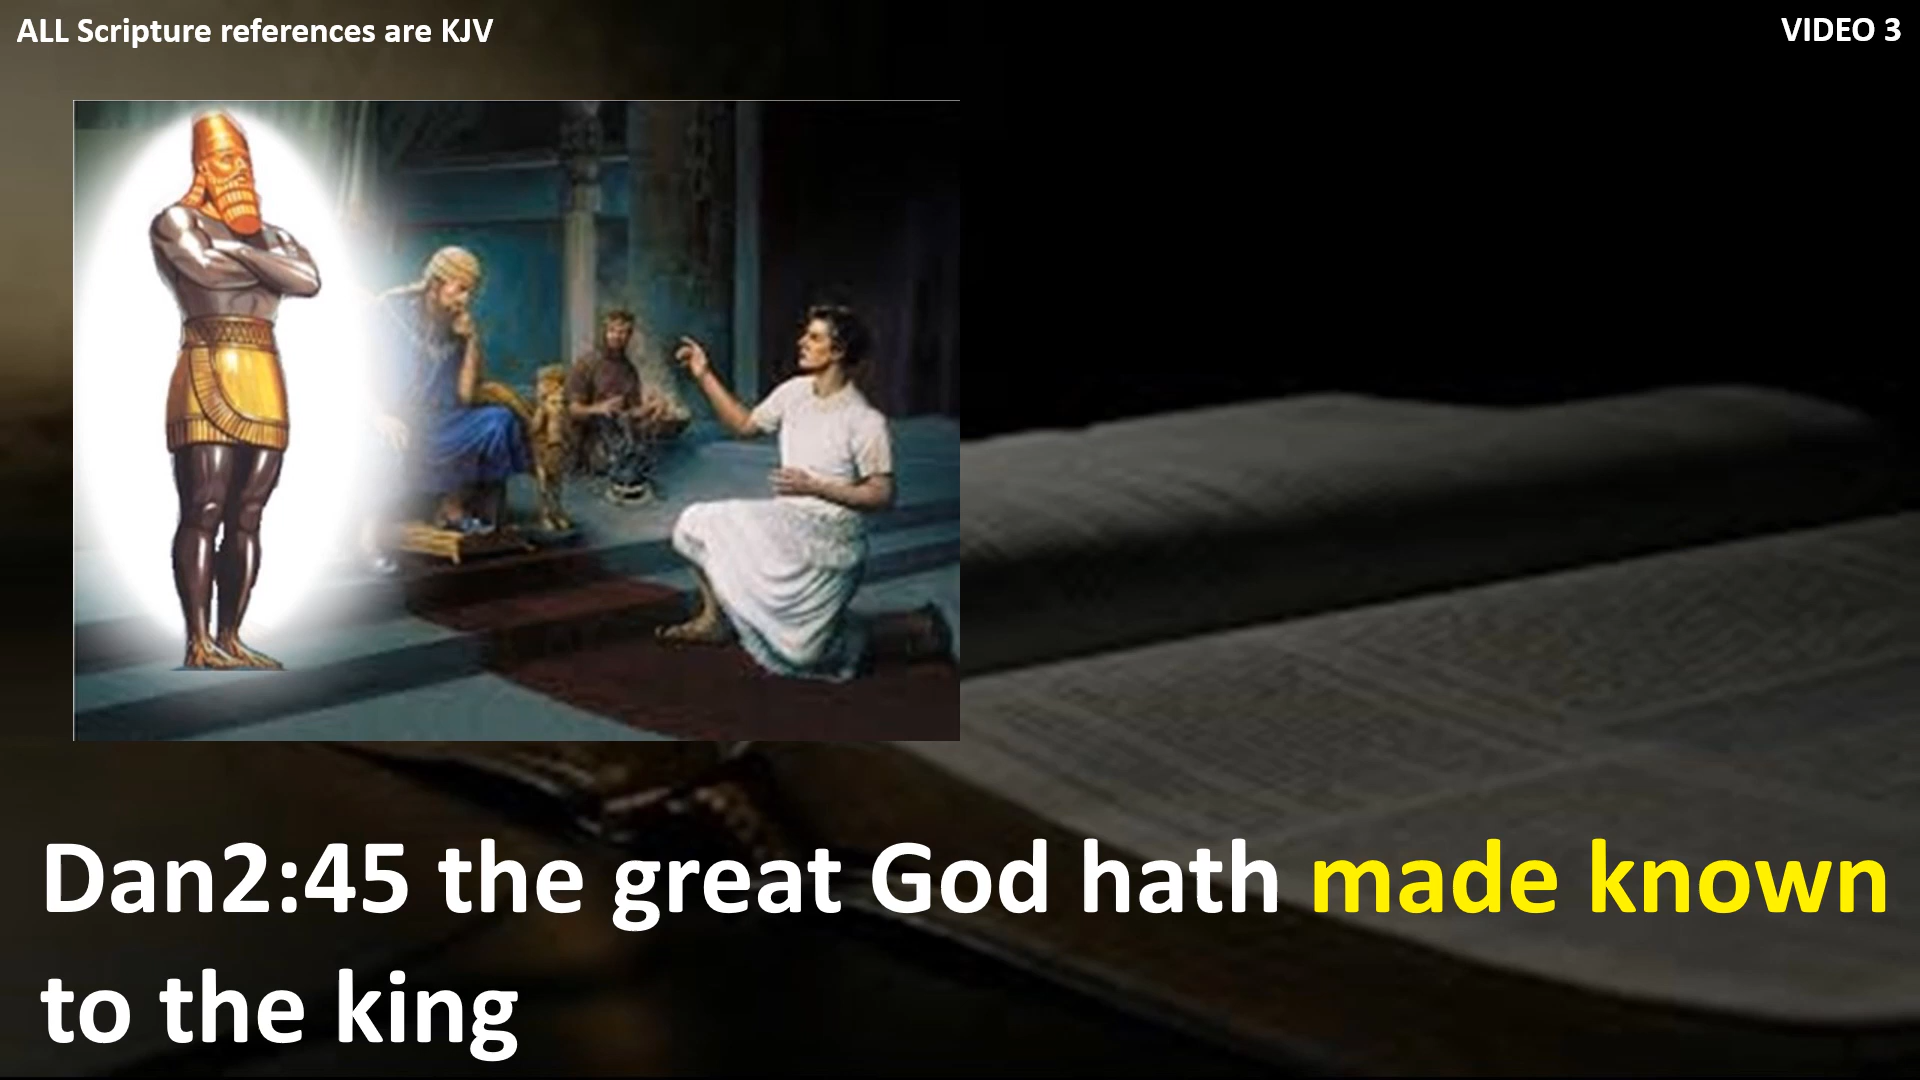 ALL Scripture references are KJV
VIDEO 3
Dan2:45 the great God hath made known
to the king